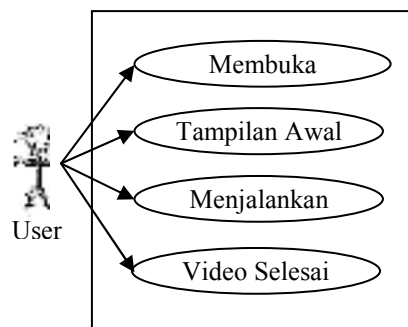 Membuka
Tampilan Awal
Menjalankan
User
Video Selesai